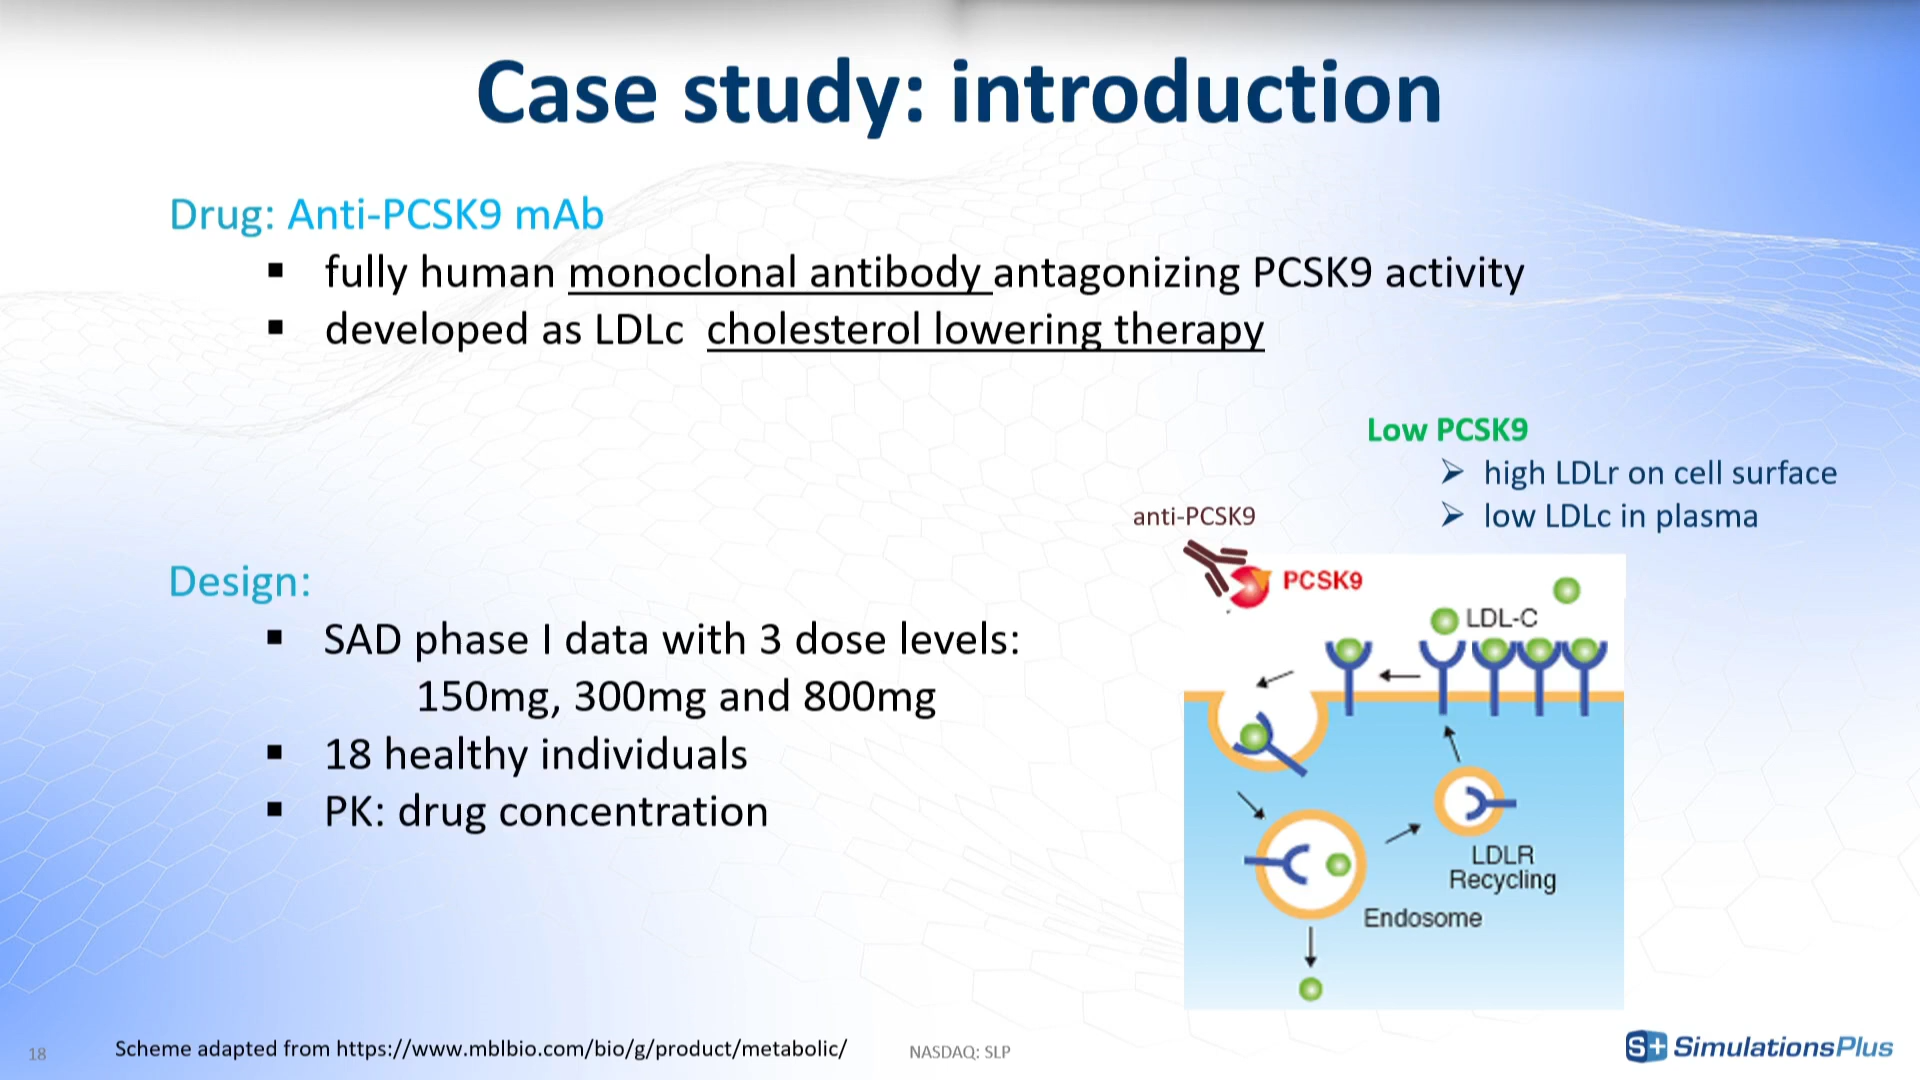 Case study: introduction
Drug: Anti-PCSK9 mAb
▪ fully human monoclonal antibody antagonizing PCSK9 activity
▪ developed as LDLc cholesterol lowering therapy
Low PCSK9
➢ high LDLr on cell surface
➢ low LDLc in plasma
anti-PCSK9
PCSK9
LDL-C
Design:
▪ SAD phase I data with 3 dose levels:
150mg, 300mg and 800mg
▪ 18 healthy individuals
▪ PK: drug concentration
LDLR
Recycling
Endosome
18
Scheme adapted from https://www.mblbio.com/bio/g/product/metabolic/
NASDAQ: SLP
S+ SimulationsPlus